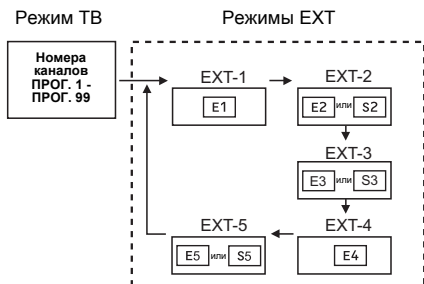 Режим ТВ
Режимы EXT
Номера
каналов
ПРОГ. 1 -
ПРОГ. 99
EXT-1
E1
EXT-2
E2 или S2
EXT-3
E3 или S3
EXT-5
E5 или S5
EXT-4
E4